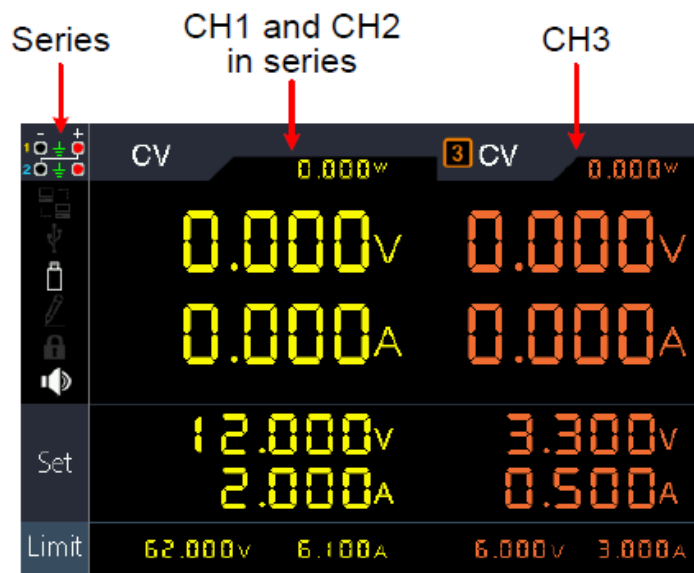 Series
CH1 and CH2
in series
CH3
- +
1
2
CV
0.000W
3 CV
0.000W
0.000V
0.000V
0.000A
0.000A
Set
12.000V
3.300V
2.000A
0.500A
Limit
62.000V 6.100A
6.000V 3.000A